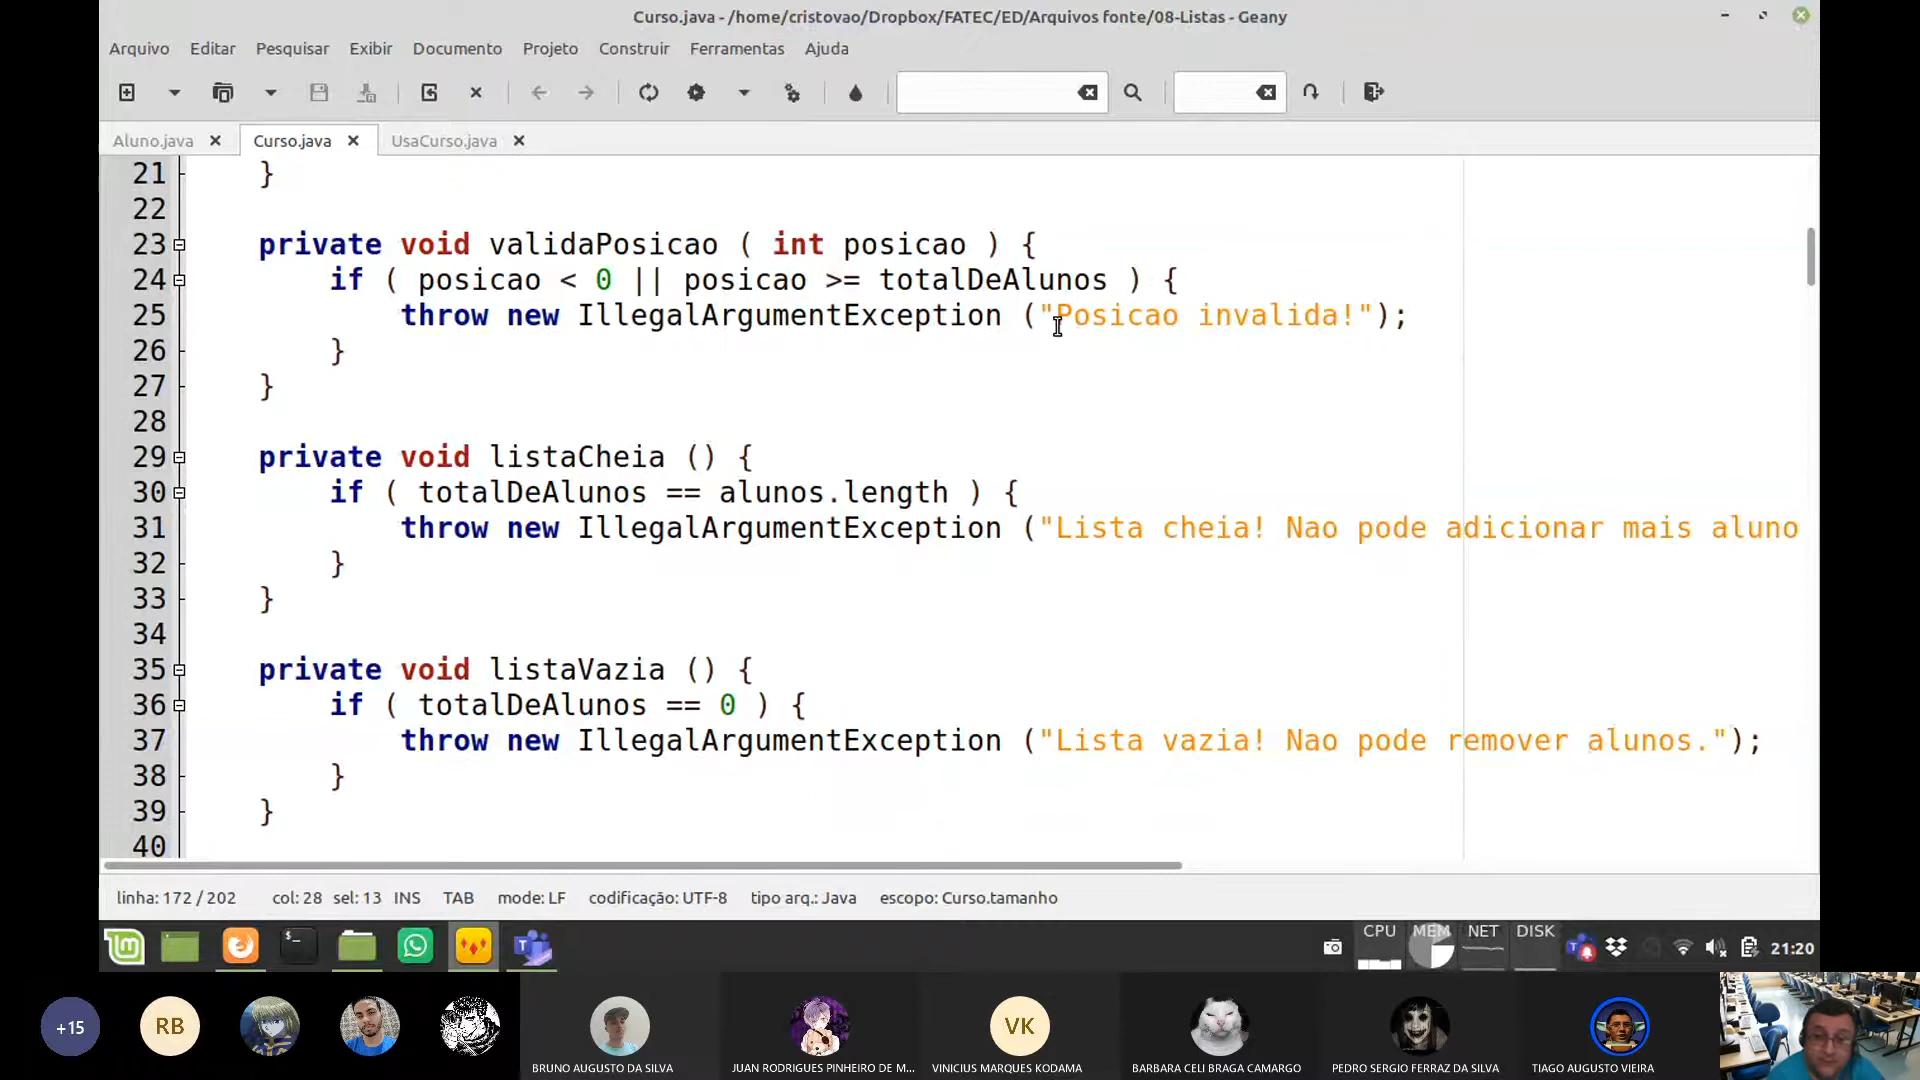 Curso.java - /home/cristovao/Dropbox/FATEC/ED/Arquivos fonte/08-Listas - Geany
Arquivo Editar Pesquisar Exibir Documento Projeto Construir Ferramentas Ajuda
Aluno.java Curso.java UsaCurso.java
21 }
22
23 private void validaPosicao ( int posicao ) {
24 if ( posicao < 0 || posicao >= totalDeAlunos ) {
25 throw new IllegalArgumentException ("Posicao invalida!");
26 }
27 }
28
29 private void listaCheia () {
30 if ( totalDeAlunos == alunos.length ) {
31 throw new IllegalArgumentException ("Lista cheia! Nao pode adicionar mais aluno
32 }
33 }
34
35 private void listaVazia () {
36 if ( totalDeAlunos == 0 ) {
37 throw new IllegalArgumentException ("Lista vazia! Nao pode remover alunos.");
38 }
39 }
40
linha: 172 / 202 col: 28 sel: 13 INS TAB mode: LF codificação: UTF-8 tipo arq.: Java escopo: Curso.tamanho
CPU MEM NET DISK 21:20
+15 RB VK
BRUNO AUGUSTO DA SILVA JUAN RODRIGUES PINHEIRO DE M... VINICIUS MARQUES KODAMA BARBARA CELI BRAGA CAMARGO PEDRO SERGIO FERRAZ DA SILVA TIAGO AUGUSTO VIEIRA